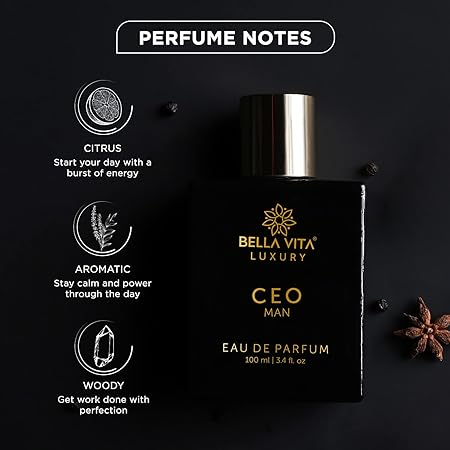 PERFUME NOTES
CITRUS
Start your day with a
burst of energy
AROMATIC
Stay calm and power
through the day
WOODY
Get work done with
perfection
BELLA VITA®
LUXURY
CEO
MAN
EAU DE PARFUM
100 ml | 3.4 fl. oz